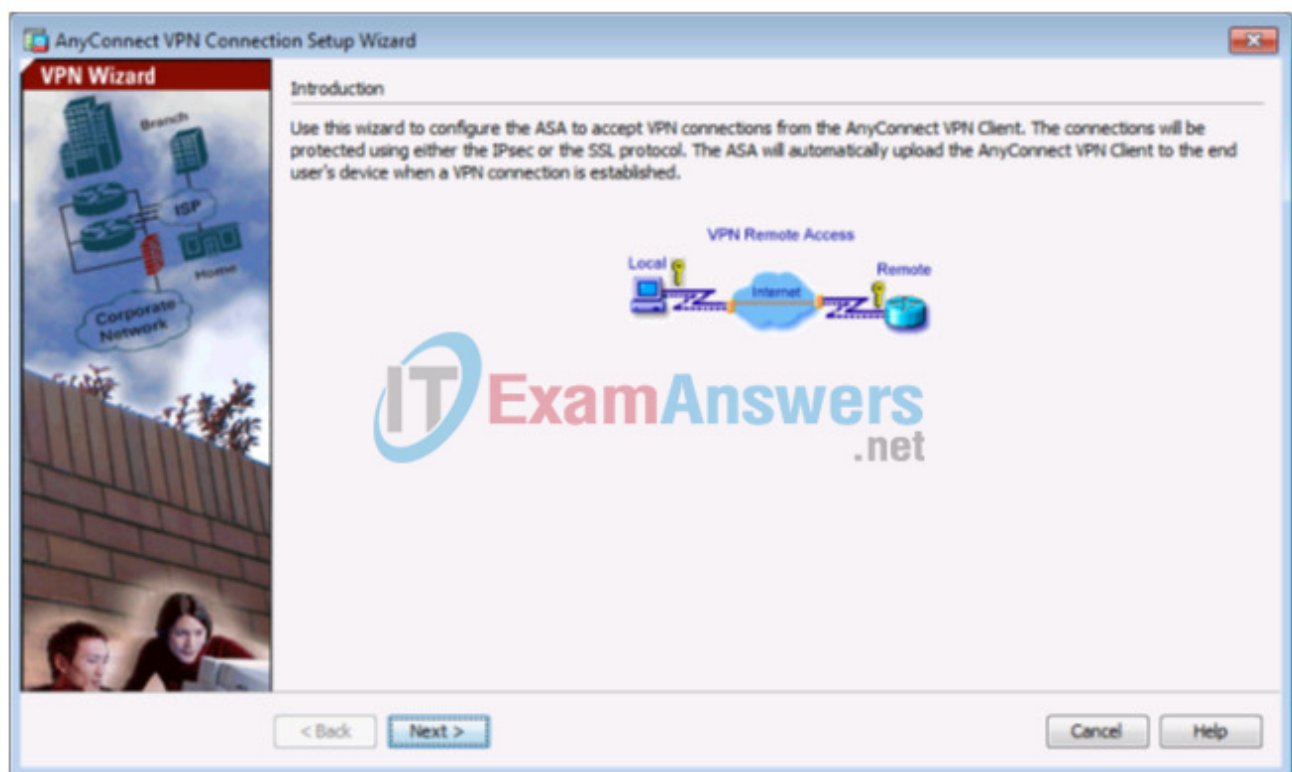 AnyConnect VPN Connection Setup Wizard
VPN Wizard
Branch
ISP
Home
Corporate
Network
Introduction
Use this wizard to configure the ASA to accept VPN connections from the AnyConnect VPN Client. The connections will be
protected using either the IPsec or the SSL protocol. The ASA will automatically upload the AnyConnect VPN Client to the end
user's device when a VPN connection is established.
VPN Remote Access
Local
Internet
Remote
ITExamAnswers
.net
< Back
Next >
Cancel
Help